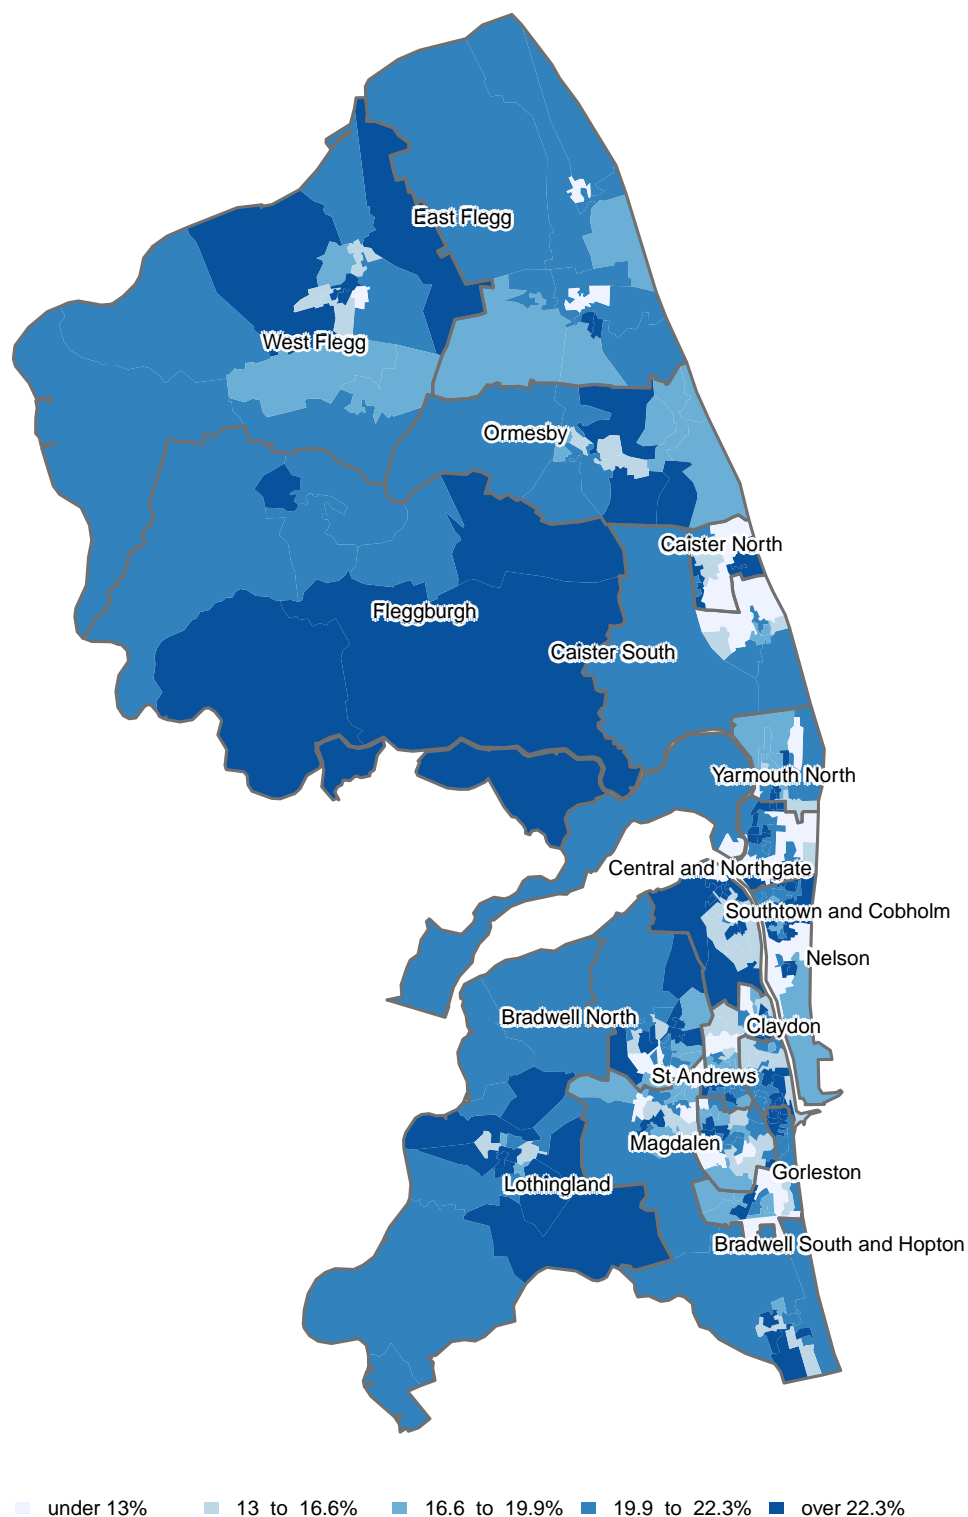 East Flegg
West Flegg
Ormesby
Caister North
Fleggburgh
Caister South
Yarmouth North
Central and Northgate
Southtown and Cobholm
Nelson
Bradwell North
Claydon
St Andrews
Magdalen
Gorleston
Lothingland
Bradwell South and Hopton
under 13% 13 to 16.6% 16.6 to 19.9% 19.9 to 22.3% over 22.3%